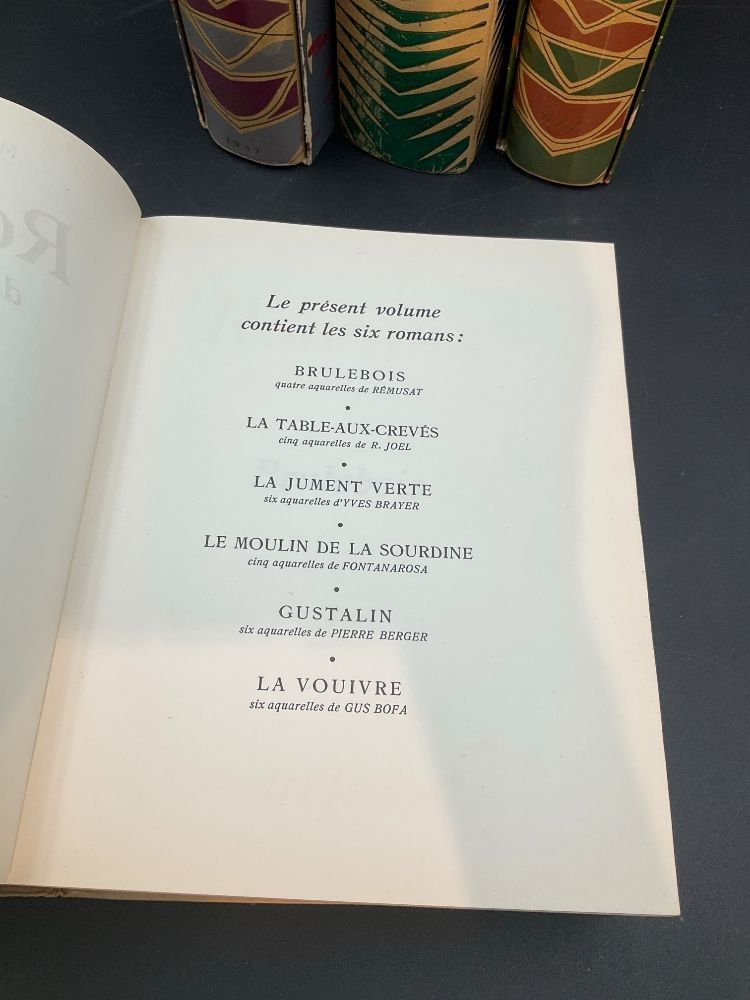 1957
Le présent volume
contient les six romans :
BRULEBOIS
quatre aquarelles de RÉMUSAT
•
LA TABLE-AUX-CREVÉS
cinq aquarelles de R. JOEL
•
LA JUMENT VERTE
six aquarelles d'YVES BRAYER
•
LE MOULIN DE LA SOURDINE
cinq aquarelles de FONTANAROSA
•
GUSTALIN
six aquarelles de PIERRE BERGER
•
LA VOUIVRE
six aquarelles de GUS BOFA